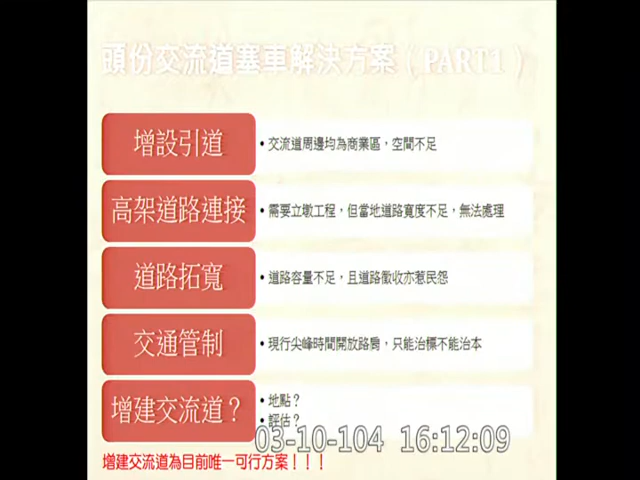 頭份交流道塞車解決方案（PART1）
增設引道
• 交流道周邊均為商業區，空間不足
高架道路連接
• 需要立墩工程，但當地道路寬度不足，無法處理
道路拓寬
• 道路容量不足，且道路徵收亦惹民怨
交通管制
• 現行尖峰時間開放路肩，只能治標不能治本
增建交流道？
• 地點？
• 評估？
03-10-104 16:12:09
增建交流道為目前唯一可行方案！！！